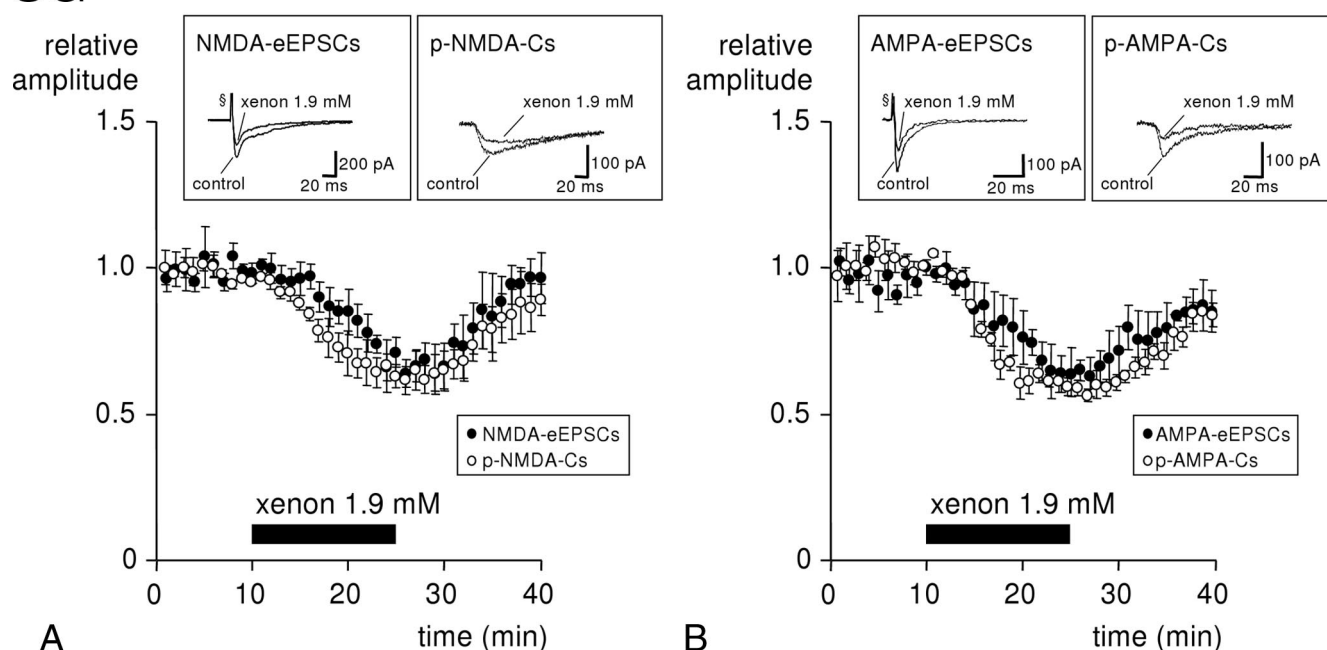 relative
amplitude
NMDA-eEPSCs
§
xenon 1.9 mM
control
200 pA
20 ms
p-NMDA-Cs
xenon 1.9 mM
control
100 pA
20 ms
1.5
1.0
0.5
0
NMDA-eEPSCs
p-NMDA-Cs
xenon 1.9 mM
0 10 20 30 40
time (min)
A
relative
amplitude
AMPA-eEPSCs
§
xenon 1.9 mM
control
100 pA
20 ms
p-AMPA-Cs
xenon 1.9 mM
control
100 pA
20 ms
1.5
1.0
0.5
0
AMPA-eEPSCs
p-AMPA-Cs
xenon 1.9 mM
0 10 20 30 40
time (min)
B